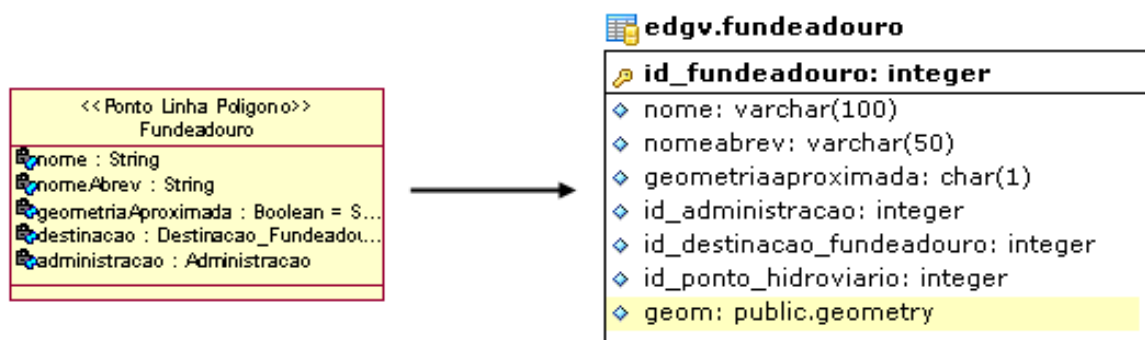 <<Ponto Linha Poligono>>
Fundeadouro
nome : String
nomeAbrev : String
geometriaAproximada : Boolean = S...
destinacao : Destinacao_Fundeadou...
administracao : Administracao
edgv.fundeadouro
id_fundeadouro: integer
nome: varchar(100)
nomeabrev: varchar(50)
geometriaaproximada: char(1)
id_administracao: integer
id_destinacao_fundeadouro: integer
id_ponto_hidroviario: integer
geom: public.geometry